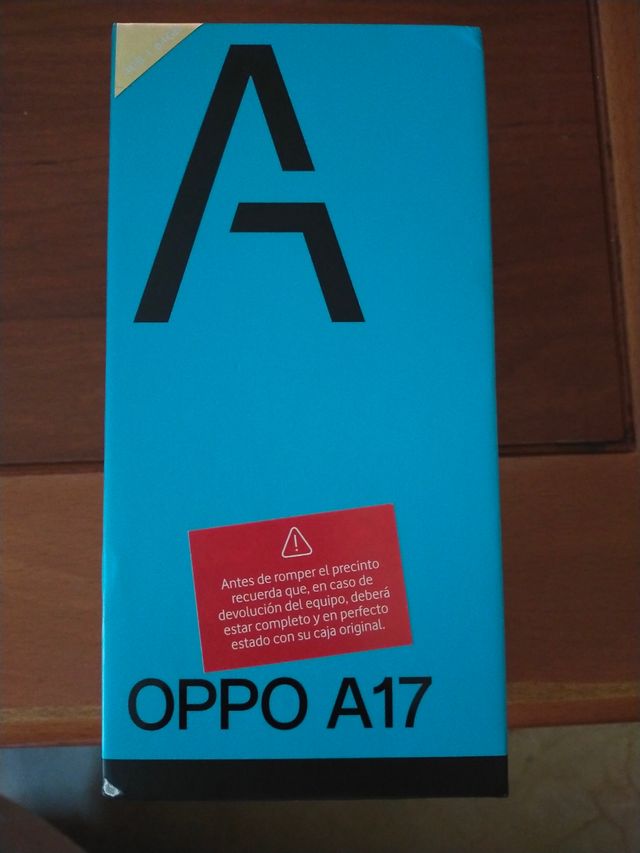 A
Antes de romper el precinto
recuerda que, en caso de
devolución del equipo, deberá
estar completo y en perfecto
estado con su caja original.
OPPO A17